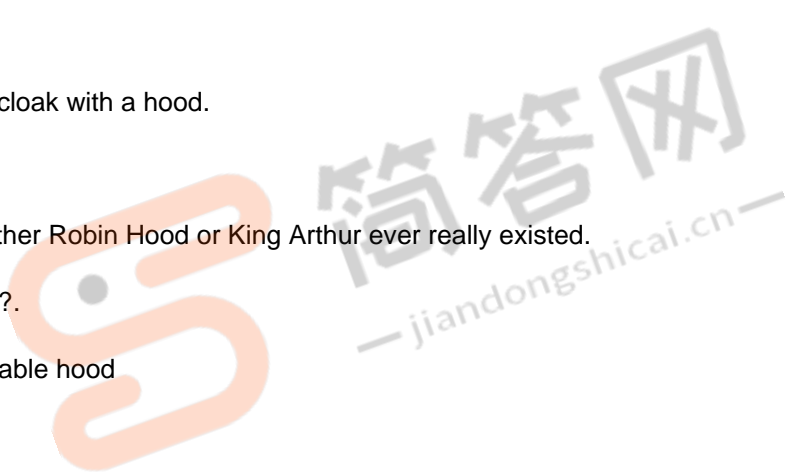 cloak with a hood.
ther Robin Hood or King Arthur ever really existed.
?.
able hood
简答网
jiandongshicai.cn